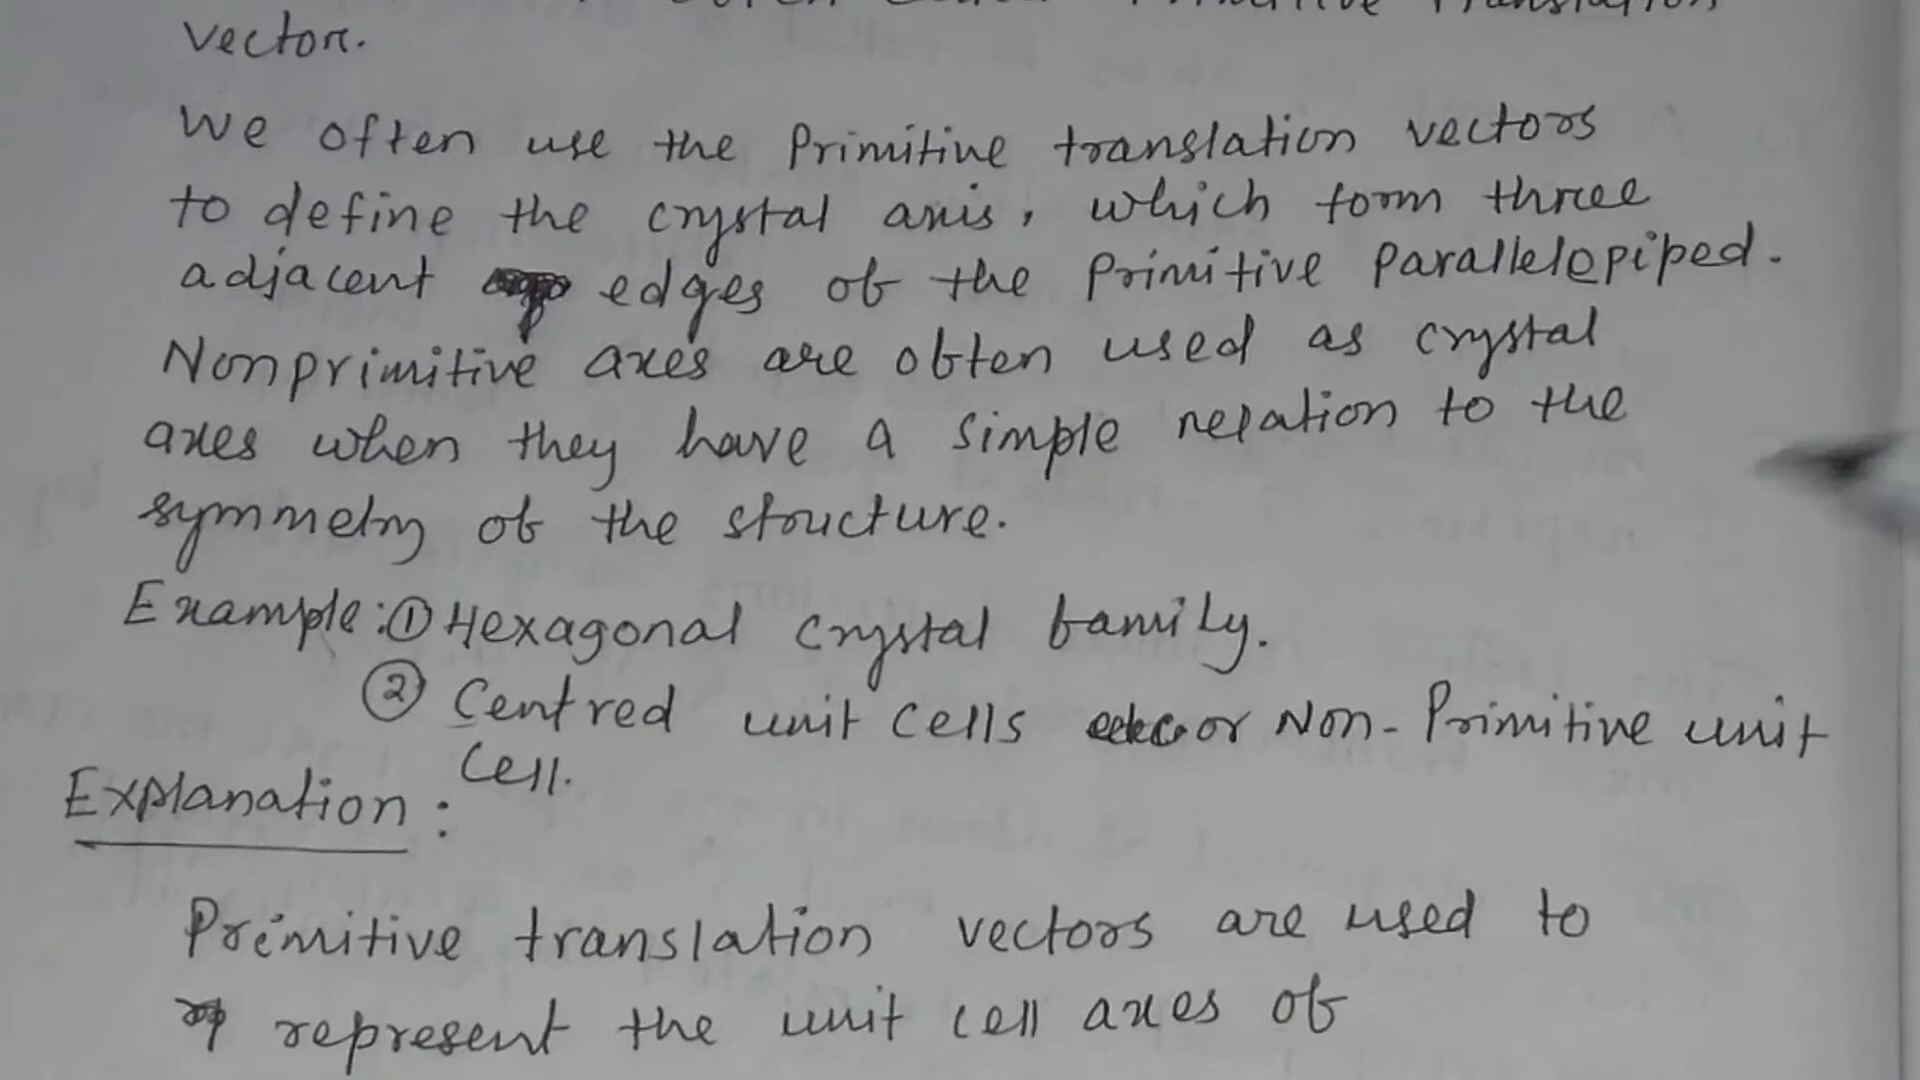 Primitive Translation
vector.
We often use the Primitive translation vectors
to define the crystal axis, which form three
adjacent edges of the Primitive Parallelepiped.
Nonprimitive axes are often used as crystal
axes when they have a simple relation to the
symmetry of the structure.
Example: ① Hexagonal crystal family.
② Centred unit cells or Non-Primitive unit
cell.
Explanation:
Primitive translation vectors are used to
represent the unit cell axes of